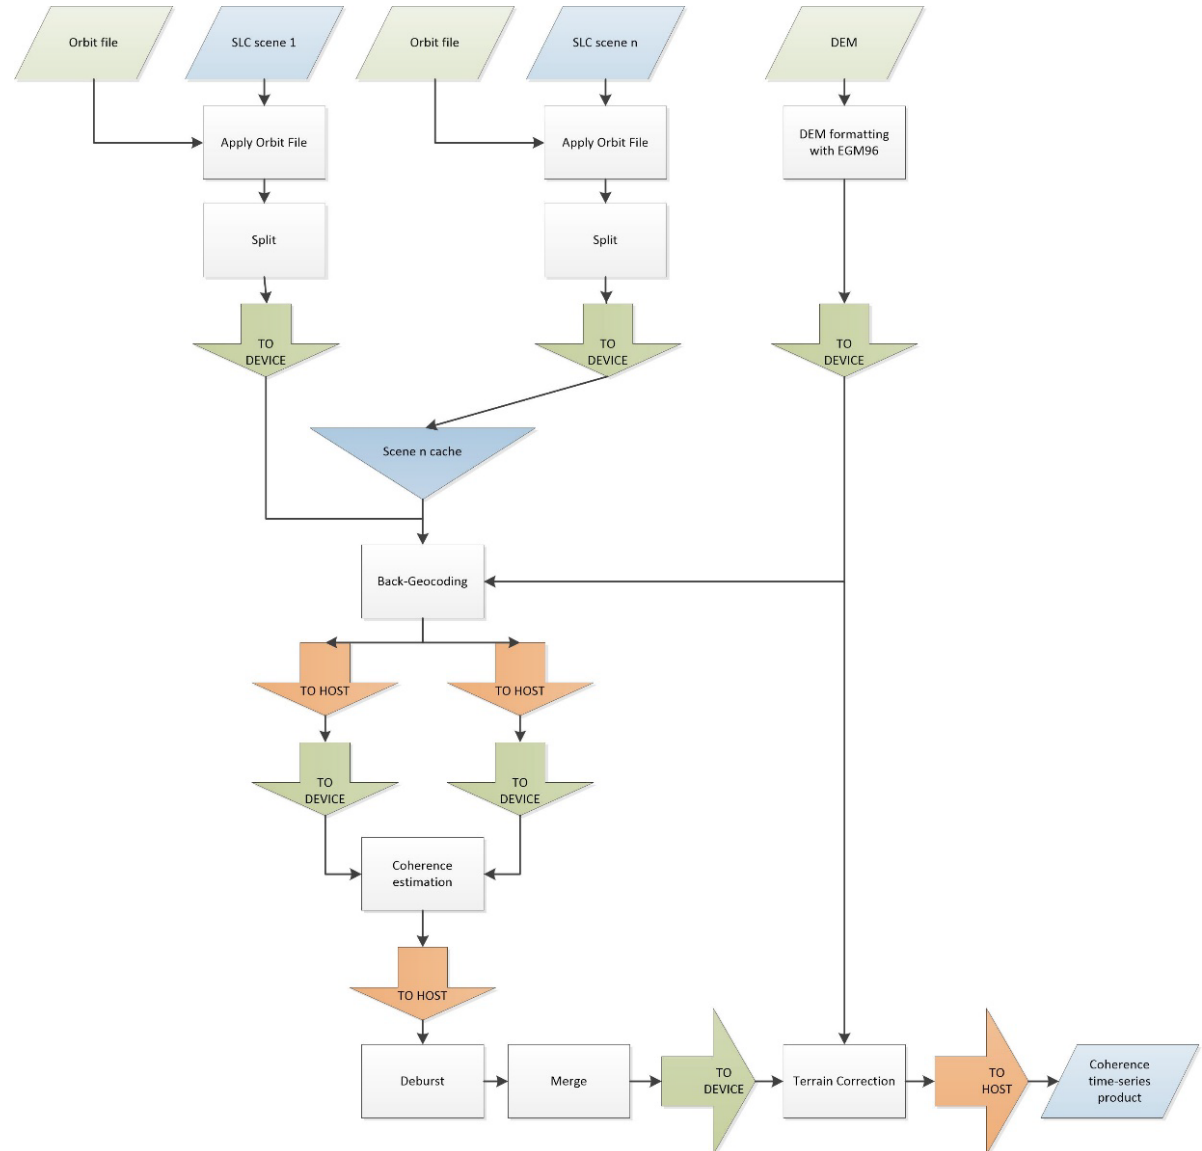 Orbit file
SLC scene 1
Orbit file
SLC scene n
DEM
Apply Orbit File
Apply Orbit File
DEM formatting
with EGM96
Split
Split
TO
DEVICE
TO
DEVICE
TO
DEVICE
Scene n cache
Back-Geocoding
TO HOST
TO HOST
TO
DEVICE
TO
DEVICE
Coherence
estimation
TO HOST
Deburst
Merge
TO
DEVICE
Terrain Correction
TO
HOST
Coherence
time-series
product